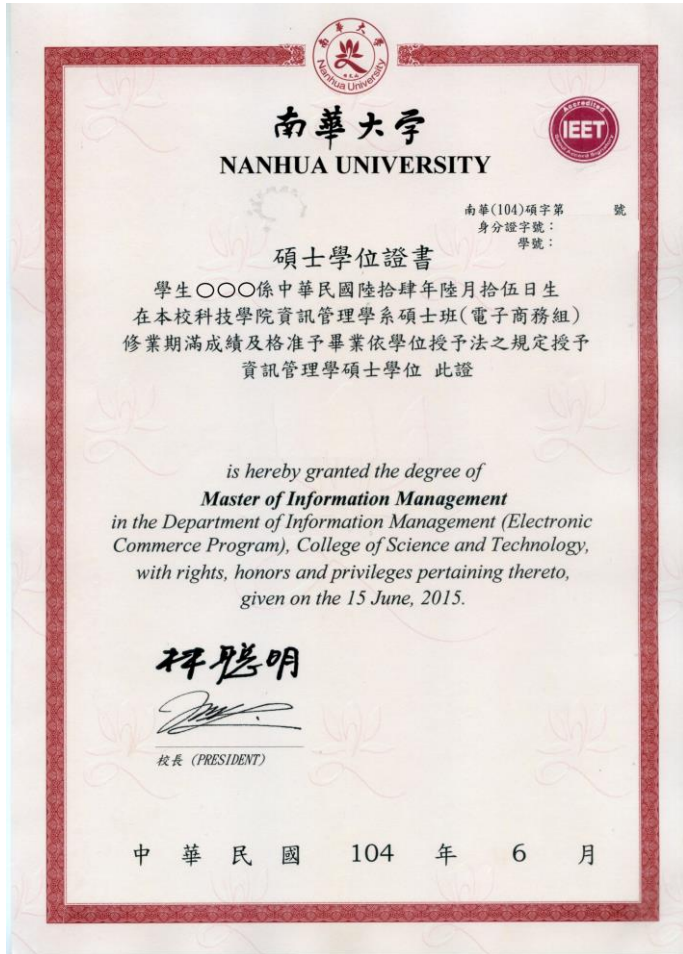 南華大學
Nanhua University
南華大学
NANHUA UNIVERSITY
Accredited
IEET
南華(104)碩字第 號
身分證字號：
學號：
碩士學位證書
學生○○○係中華民國陸拾肆年陸月拾伍日生
在本校科技學院資訊管理學系碩士班(電子商務組)
修業期滿成績及格准予畢業依學位授予法之規定授予
資訊管理學碩士學位 此證
is hereby granted the degree of
Master of Information Management
in the Department of Information Management (Electronic
Commerce Program), College of Science and Technology,
with rights, honors and privileges pertaining thereto,
given on the 15 June, 2015.
林聰明
校長 (PRESIDENT)
中 華 民 國 104 年 6 月